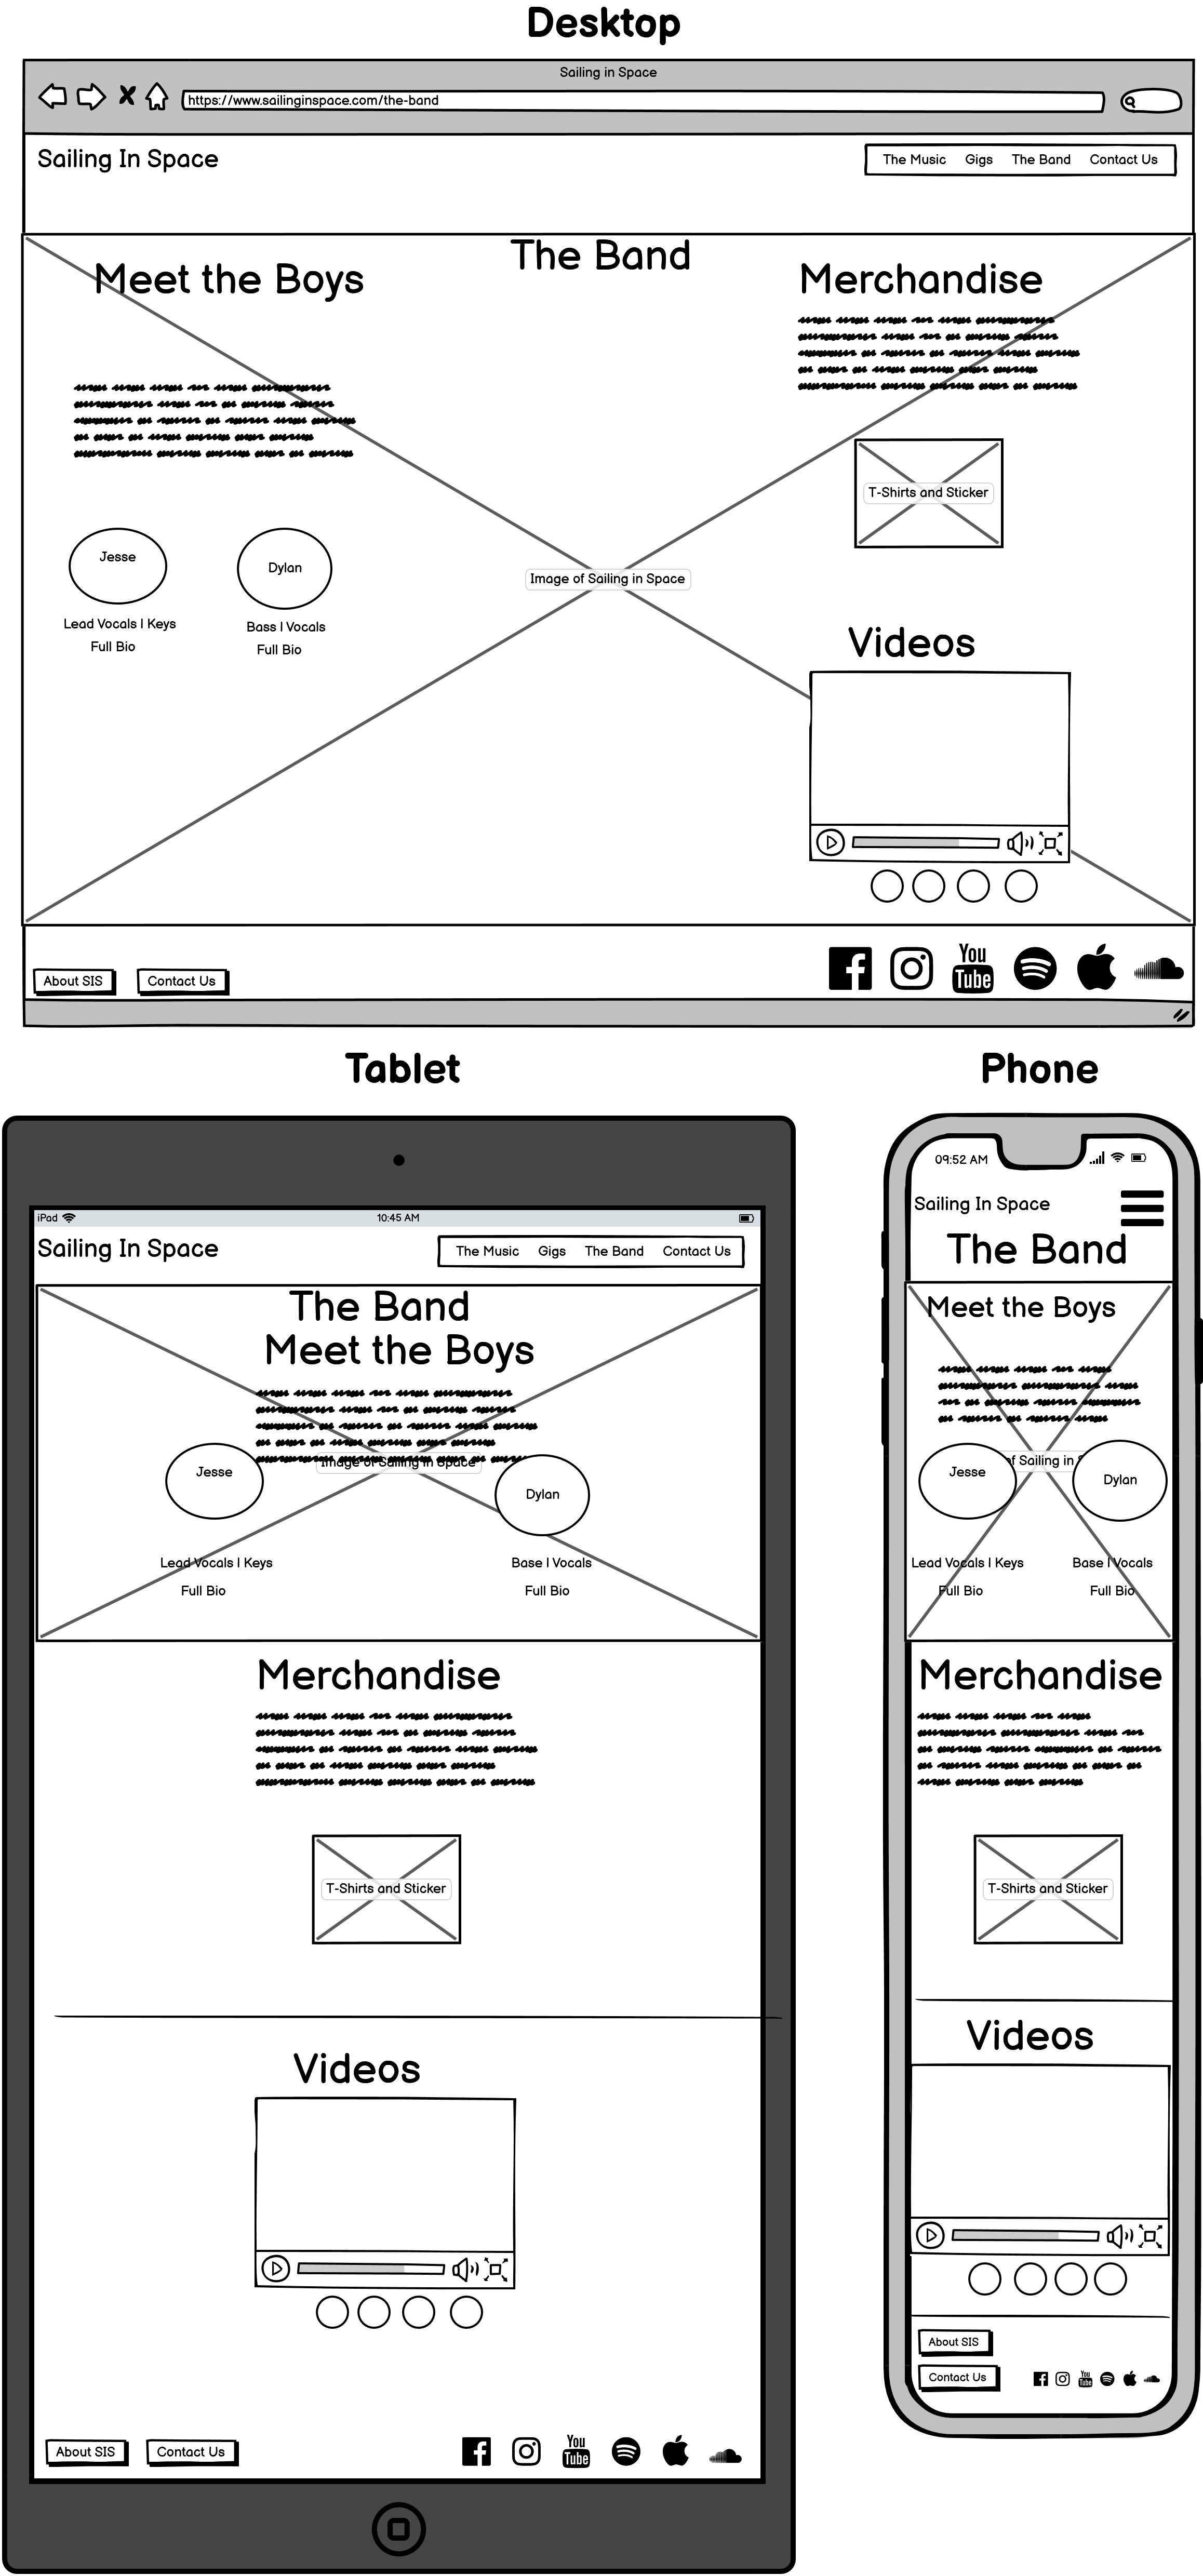 Desktop
Sailing in Space
https://www.sailinginspace.com/the-band
Sailing In Space
The Music Gigs The Band Contact Us
The Band
Meet the Boys
Jesse
Dylan
Lead Vocals | Keys
Bass | Vocals
Full Bio
Full Bio
Image of Sailing in Space
Merchandise
T-Shirts and Sticker
Videos
About SIS
Contact Us
You
Tube
Tablet
iPad
10:45 AM
Sailing In Space
The Music Gigs The Band Contact Us
The Band
Meet the Boys
Image of Sailing in Space
Jesse
Dylan
Lead Vocals | Keys
Base | Vocals
Full Bio
Full Bio
Merchandise
T-Shirts and Sticker
Videos
About SIS
Contact Us
You
Tube
Phone
09:52 AM
Sailing In Space
The Band
Meet the Boys
of Sailing in
Jesse
Dylan
Lead Vocals | Keys
Base | Vocals
Full Bio
Full Bio
Merchandise
T-Shirts and Sticker
Videos
About SIS
Contact Us
You
Tube